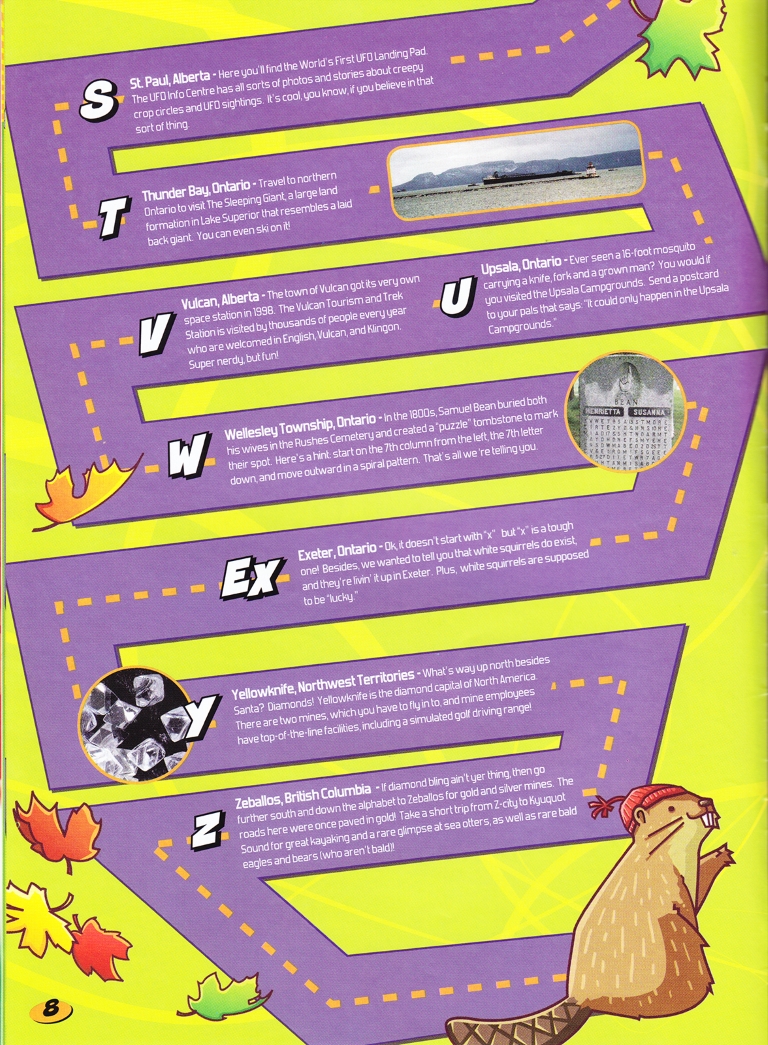 S
St. Paul, Alberta - Here you'll find the World's First UFO Landing Pad.
The UFO Info Centre has all sorts of photos and stories about creepy
crop circles and UFO sightings. It's cool, you know, if you believe in that
sort of thing.
T
Thunder Bay, Ontario - Travel to northern
Ontario to visit The Sleeping Giant, a large land
formation in Lake Superior that resembles a laid
back giant. You can even ski on it!
U
Upsala, Ontario - Ever seen a 16-foot mosquito
carrying a knife, fork and a grown man? You would if
you visited the Upsala Campgrounds. Send a postcard
to your pals that says: "It could only happen in the Upsala
Campgrounds."
V
Vulcan, Alberta - The town of Vulcan got its very own
space station in 1998. The Vulcan Tourism and Trek
Station is visited by thousands of people every year
who are welcomed in English, Vulcan, and Klingon.
Super nerdy, but fun!
W
Wellesley Township, Ontario - In the 1800s, Samuel Bean buried both
his wives in the Rushes Cemetery and created a "puzzle" tombstone to mark
their spot. Here's a hint: start on the 7th column from the left, the 7th letter
down, and move outward in a spiral pattern. That's all we're telling you.
BEAN
HENRIETTA SUSANNA
Ex
Exeter, Ontario - Ok, it doesn't start with "x" but "x" is a tough
one! Besides, we wanted to tell you that white squirrels do exist,
and they're livin' it up in Exeter. Plus, white squirrels are supposed
to be "lucky."
Y
Yellowknife, Northwest Territories - What's way up north besides
Santa? Diamonds! Yellowknife is the diamond capital of North America.
There are two mines, which you have to fly in to, and mine employees
have top-of-the-line facilities, including a simulated golf driving range!
Z
Zeballos, British Columbia - If diamond bling ain't yer thing, then go
further south and down the alphabet to Zeballos for gold and silver mines. The
roads here were once paved in gold! Take a short trip from Z-city to Kyuquot
Sound for great kayaking and a rare glimpse at sea otters, as well as rare bald
eagles and bears (who aren't bald)!
8